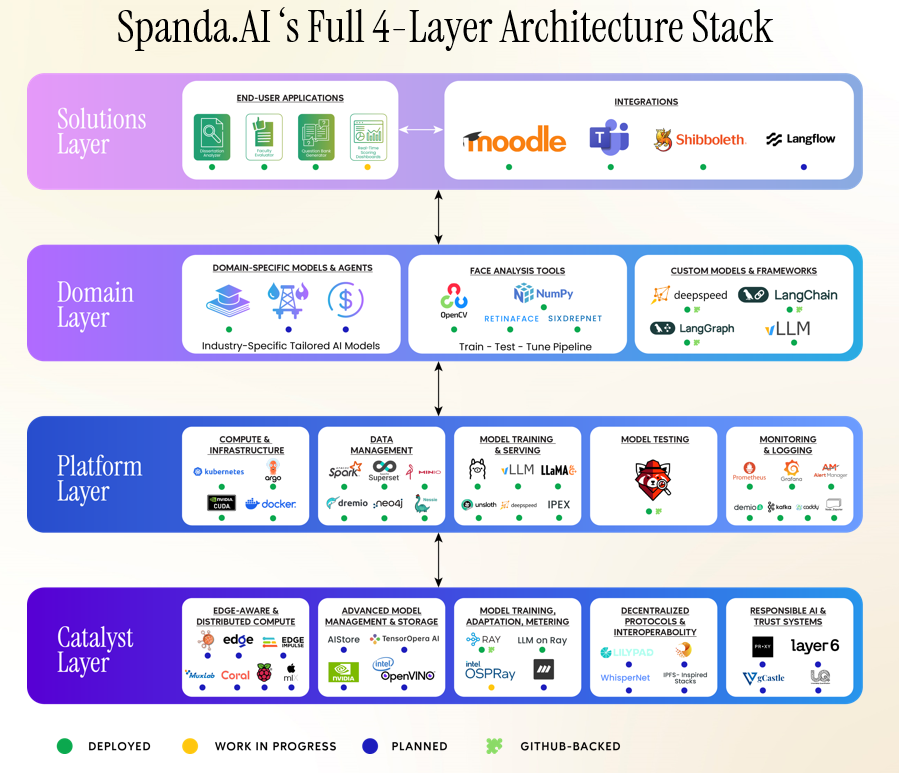 Spanda.AI ‘s Full 4-Layer Architecture Stack
Solutions
Layer
END-USER APPLICATIONS
Dissertation
Analyzer
Faculty
Evaluator
Question Bank
Generator
Real-Time
Scoring
Dashboards
INTEGRATIONS
moodle
T
Shibboleth
Langflow
Domain
Layer
DOMAIN-SPECIFIC MODELS & AGENTS
$
Industry-Specific Tailored AI Models
FACE ANALYSIS TOOLS
OpenCV
NumPy
RETINAFACE
SIXDREPNET
Train - Test - Tune Pipeline
CUSTOM MODELS & FRAMEWORKS
deepspeed
LangChain
LangGraph
vLLM
Platform
Layer
COMPUTE &
INFRASTRUCTURE
kubernetes
argo
NVIDIA
CUDA
docker
DATA
MANAGEMENT
APACHE
Spark
Superset
MINIO
dremio
neo4j
Nessie
MODEL TRAINING
& SERVING
vLLM
LLaMA
unsloth
deepspeed
IPEX
MODEL TESTING
MONITORING
& LOGGING
Prometheus
Grafana
AM
Alert Manager
demio
kafka
caddy
Catalyst
Layer
EDGE-AWARE &
DISTRIBUTED COMPUTE
edge
EDGE
IMPULSE
MuxLab
Coral
mlx
ADVANCED MODEL
MANAGEMENT & STORAGE
AIStore
TensorOpera AI
NVIDIA
intel
OpenVINO
MODEL TRAINING,
ADAPTATION, METERING
RAY
LLM on Ray
intel
OSPRay
DECENTRALIZED
PROTOCOLS &
INTEROPERABOLITY
LILYPAD
WhisperNet
IPFS- Inspired
Stacks
RESPONSIBLE AI &
TRUST SYSTEMS
layer6
VgCastle
DEPLOYED
WORK IN PROGRESS
PLANNED
GITHUB-BACKED